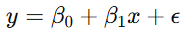 y = β₀ + β₁x + ϵ